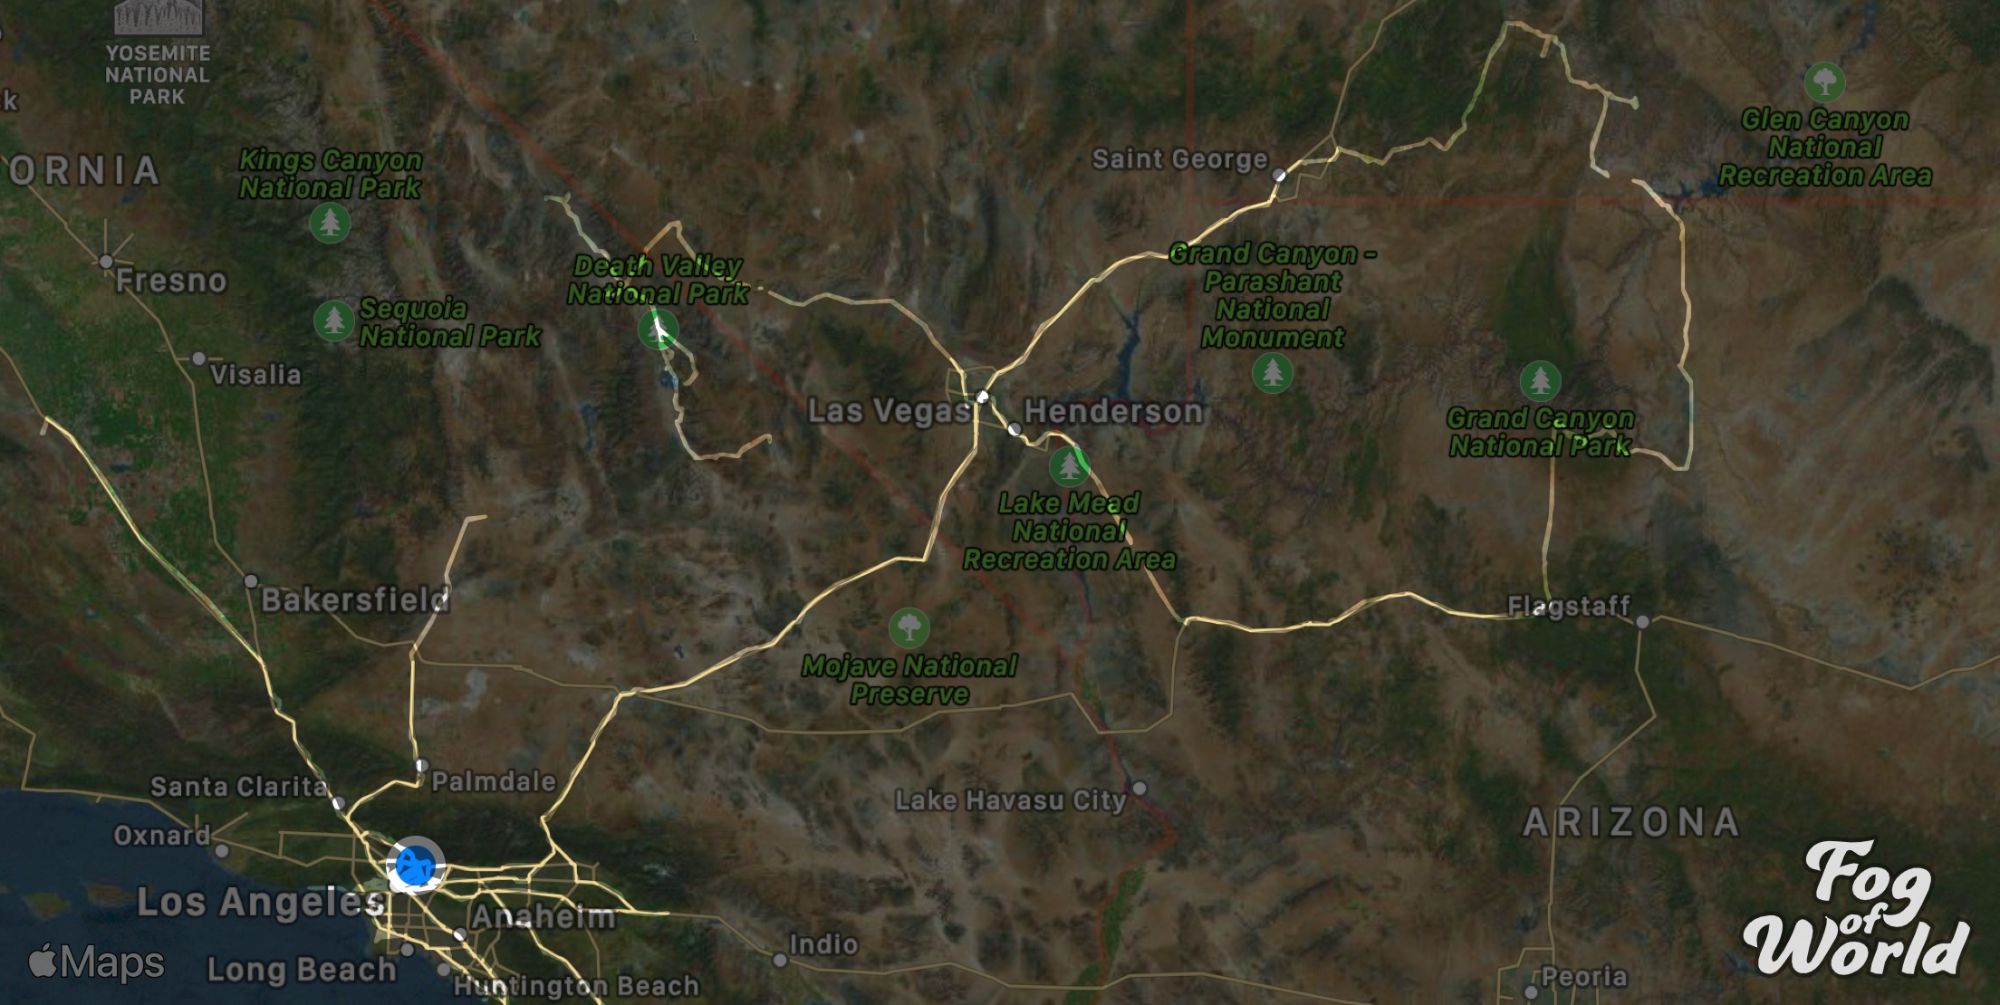 YOSEMITE
NATIONAL
PARK
k
ORNIA
Kings Canyon
National Park
Fresno
Sequoia
National Park
Visalia
Death Valley
National Park
Saint George
Glen Canyon
National
Recreation Area
Grand Canyon -
Parashant
National
Monument
Las Vegas
Henderson
Grand Canyon
National Park
Lake Mead
National
Recreation Area
Bakersfield
Flagstaff
Mojave National
Preserve
Santa Clarita
Palmdale
Oxnard
Lake Havasu City
ARIZONA
Los Angeles
Anaheim
Indio
Long Beach
Huntington Beach
Peoria
Maps
Fog
of
World